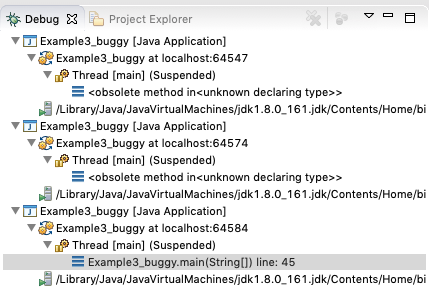 Debug Project Explorer
Example3_buggy [Java Application]
Example3_buggy at localhost:64547
Thread [main] (Suspended)
<obsolete method in<unknown declaring type>>
/Library/Java/JavaVirtualMachines/jdk1.8.0_161.jdk/Contents/Home/bi
Example3_buggy [Java Application]
Example3_buggy at localhost:64574
Thread [main] (Suspended)
<obsolete method in<unknown declaring type>>
/Library/Java/JavaVirtualMachines/jdk1.8.0_161.jdk/Contents/Home/bi
Example3_buggy [Java Application]
Example3_buggy at localhost:64584
Thread [main] (Suspended)
Example3_buggy.main(String[]) line: 45
/Library/Java/JavaVirtualMachines/jdk1.8.0_161.jdk/Contents/Home/bi